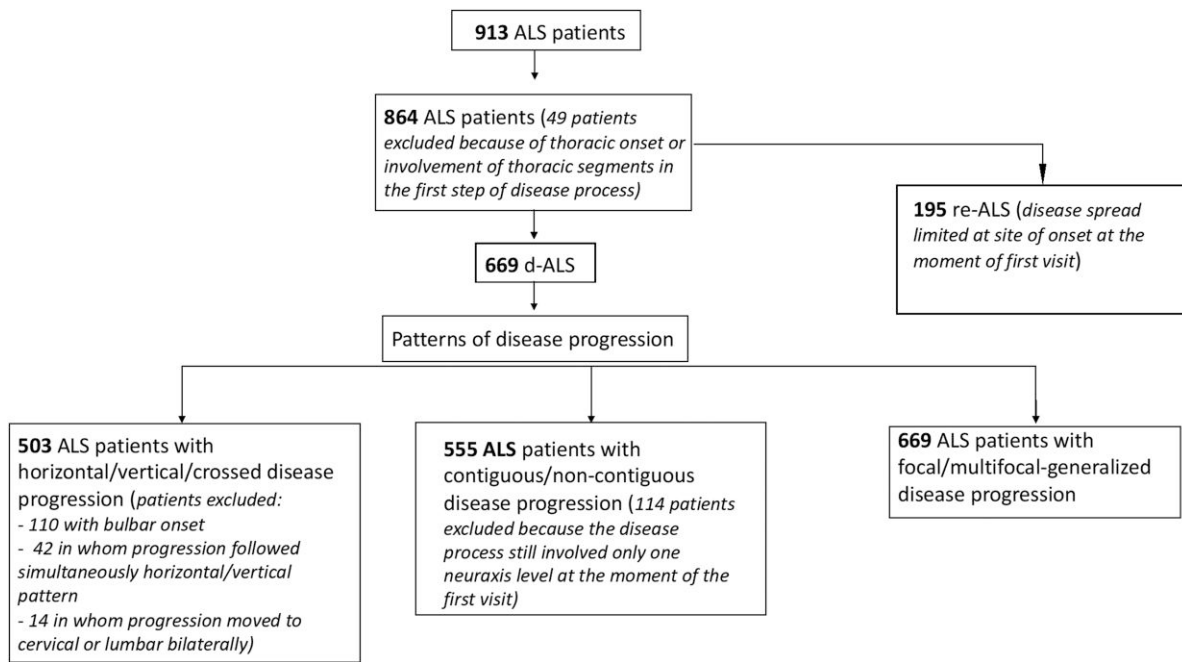 913 ALS patients
864 ALS patients (49 patients
excluded because of thoracic onset or
involvement of thoracic segments in
the first step of disease process)
195 re-ALS (disease spread
limited at site of onset at the
moment of first visit)
669 d-ALS
Patterns of disease progression
503 ALS patients with
horizontal/vertical/crossed disease
progression (patients excluded:
- 110 with bulbar onset
- 42 in whom progression followed
simultaneously horizontal/vertical
pattern
- 14 in whom progression moved to
cervical or lumbar bilaterally)
555 ALS patients with
contiguous/non-contiguous
disease progression (114 patients
excluded because the disease
process still involved only one
neuraxis level at the moment of the
first visit)
669 ALS patients with
focal/multifocal-generalized
disease progression